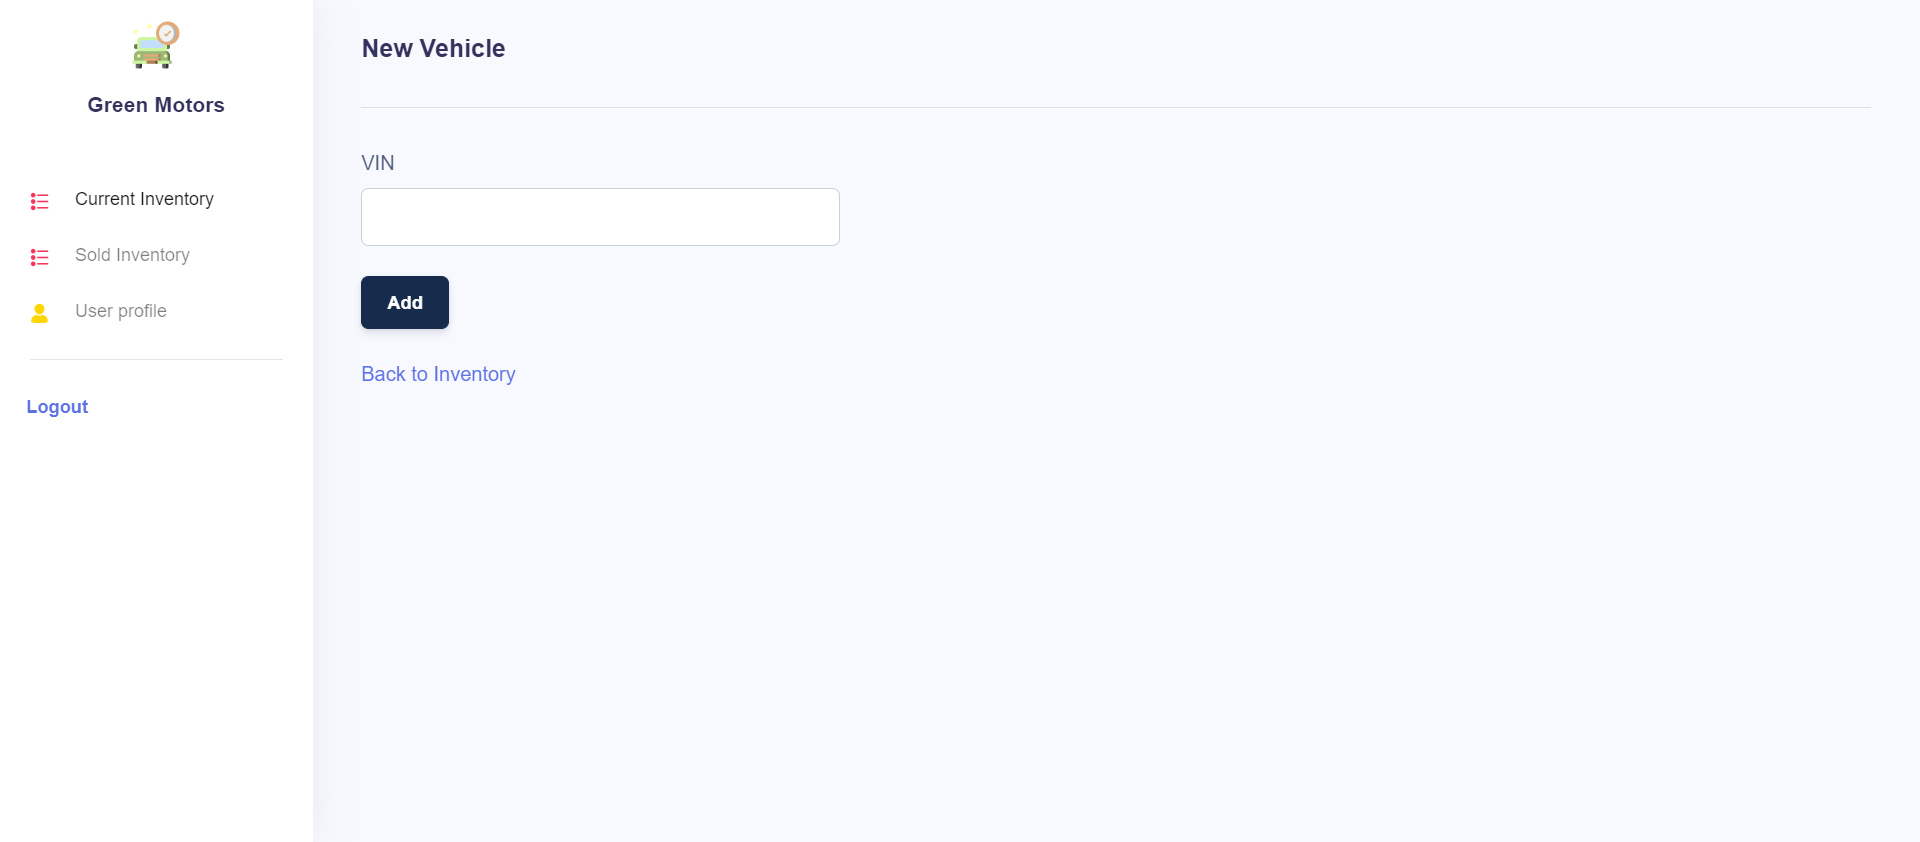 Green Motors
Current Inventory
Sold Inventory
User profile
Logout
New Vehicle
VIN
Add
Back to Inventory